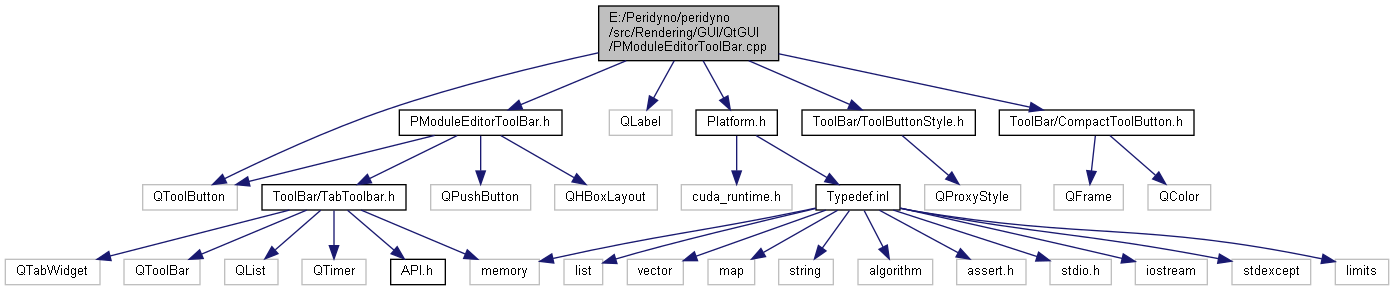 E:/Peridyno/peridyno
/src/Rendering/GUI/QtGUI
/PModuleEditorToolBar.cpp
PModuleEditorToolBar.h
QLabel
Platform.h
ToolBar/ToolButtonStyle.h
ToolBar/CompactToolButton.h
QToolButton
ToolBar/TabToolbar.h
QPushButton
QHBoxLayout
cuda_runtime.h
Typedef.inl
QProxyStyle
QFrame
QColor
QTabWidget
QToolBar
QList
QTimer
API.h
memory
list
vector
map
string
algorithm
assert.h
stdio.h
iostream
stdexcept
limits